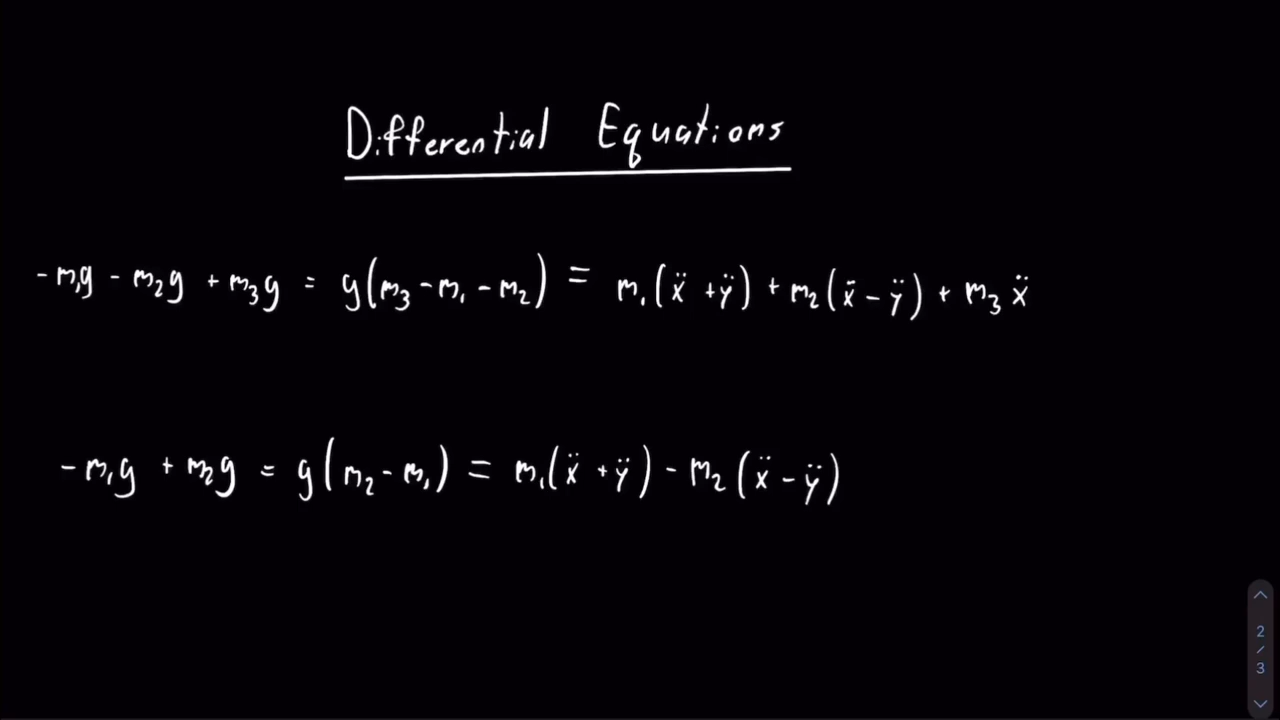 Differential Equations
-m₁g - m₂g + m₃g = g(m₃ - m₁ - m₂) = m₁(ẍ + ÿ) + m₂(ẍ - ÿ) + m₃ẍ
-m₁g + m₂g = g(m₂ - m₁) = m₁(ẍ + ÿ) - m₂(ẍ - ÿ)
2
/
3